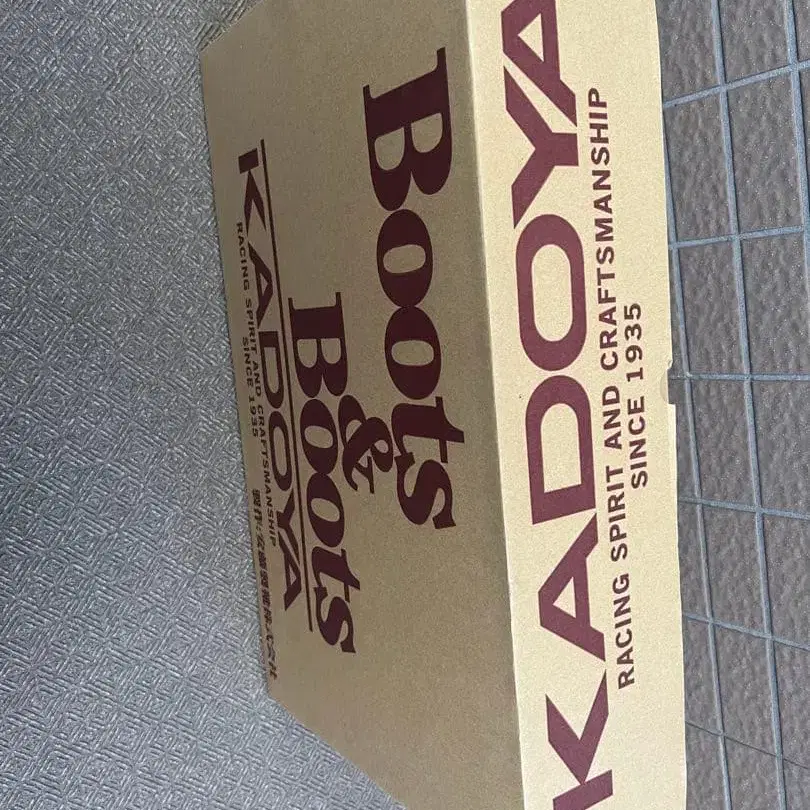 Boots
& Boots
KADOYA
RACING SPIRIT AND CRAFTSMANSHIP
SINCE 1935
KADOYA
RACING SPIRIT AND CRAFTSMANSHIP
SINCE 1935